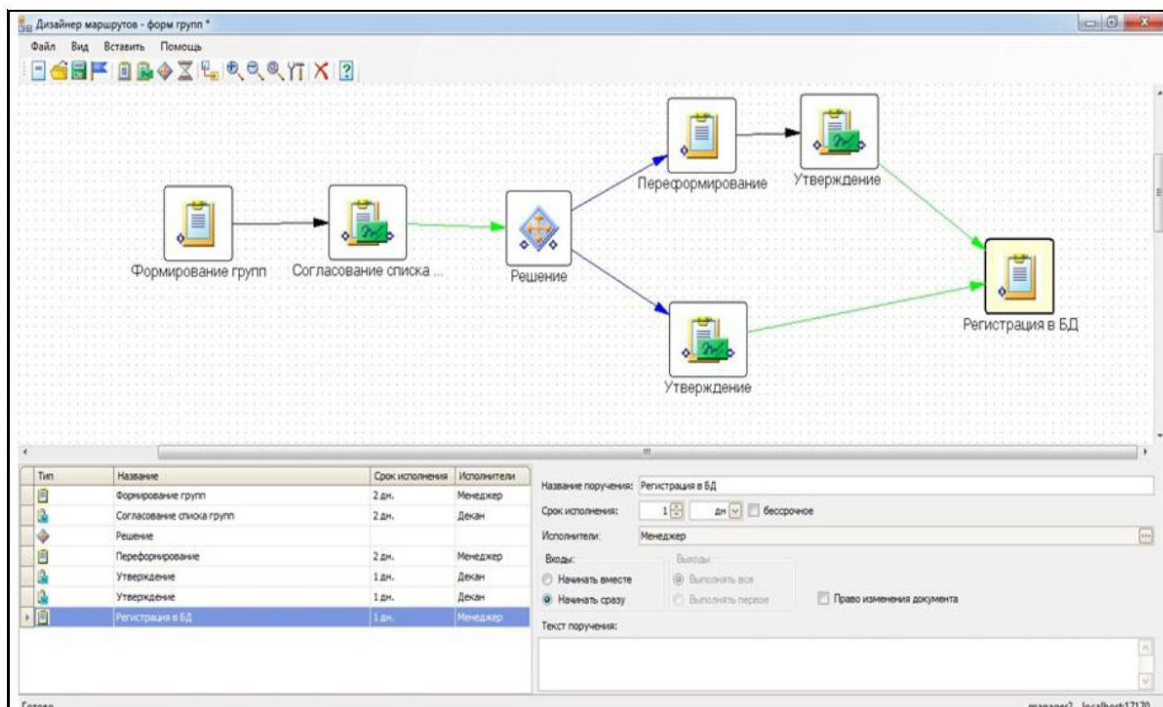 Дизайнер маршрутов - форм групп *
Файл Вид Вставить Помощь
Переформирование
Утверждение
Формирование групп
Согласование списка ...
Решение
Регистрация в БД
Утверждение
Тип Название Срок исполнения Исполнители
Формирование групп 2 дн. Менеджер
Согласование списка групп 2 дн. Декан
Решение
Переформирование 2 дн. Менеджер
Утверждение 1 дн. Декан
Утверждение 1 дн. Декан
Регистрация в БД 1 дн. Менеджер
Название поручения: Регистрация в БД
Срок исполнения: 1 дн бессрочное
Исполнители: Менеджер
Входы: Выходы:
Начинать вместе Выполнять все
Начинать сразу Выполнять первое Право изменения документа
Текст поручения:
Готово manager2 localhost:17170